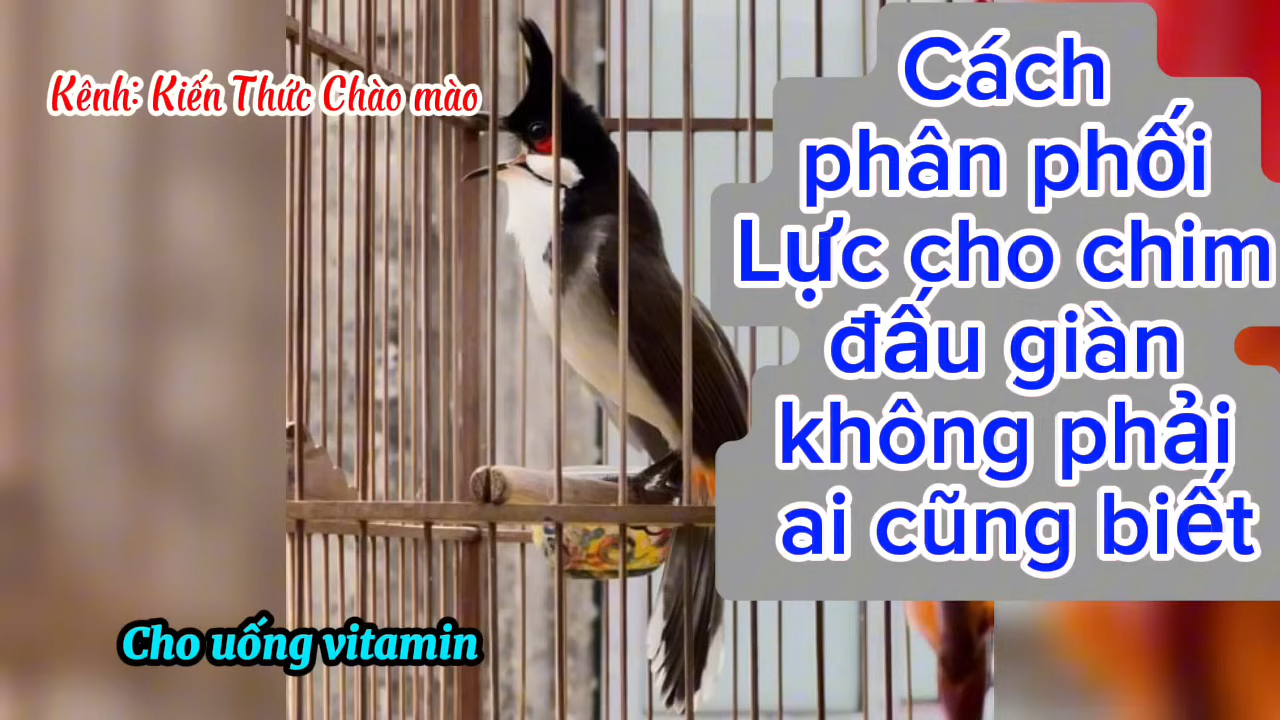 Kênh: Kiến Thức Chào mào
Cách
phân phối
Lực cho chim
đấu giàn
không phải
ai cũng biết
Cho uống vitamin